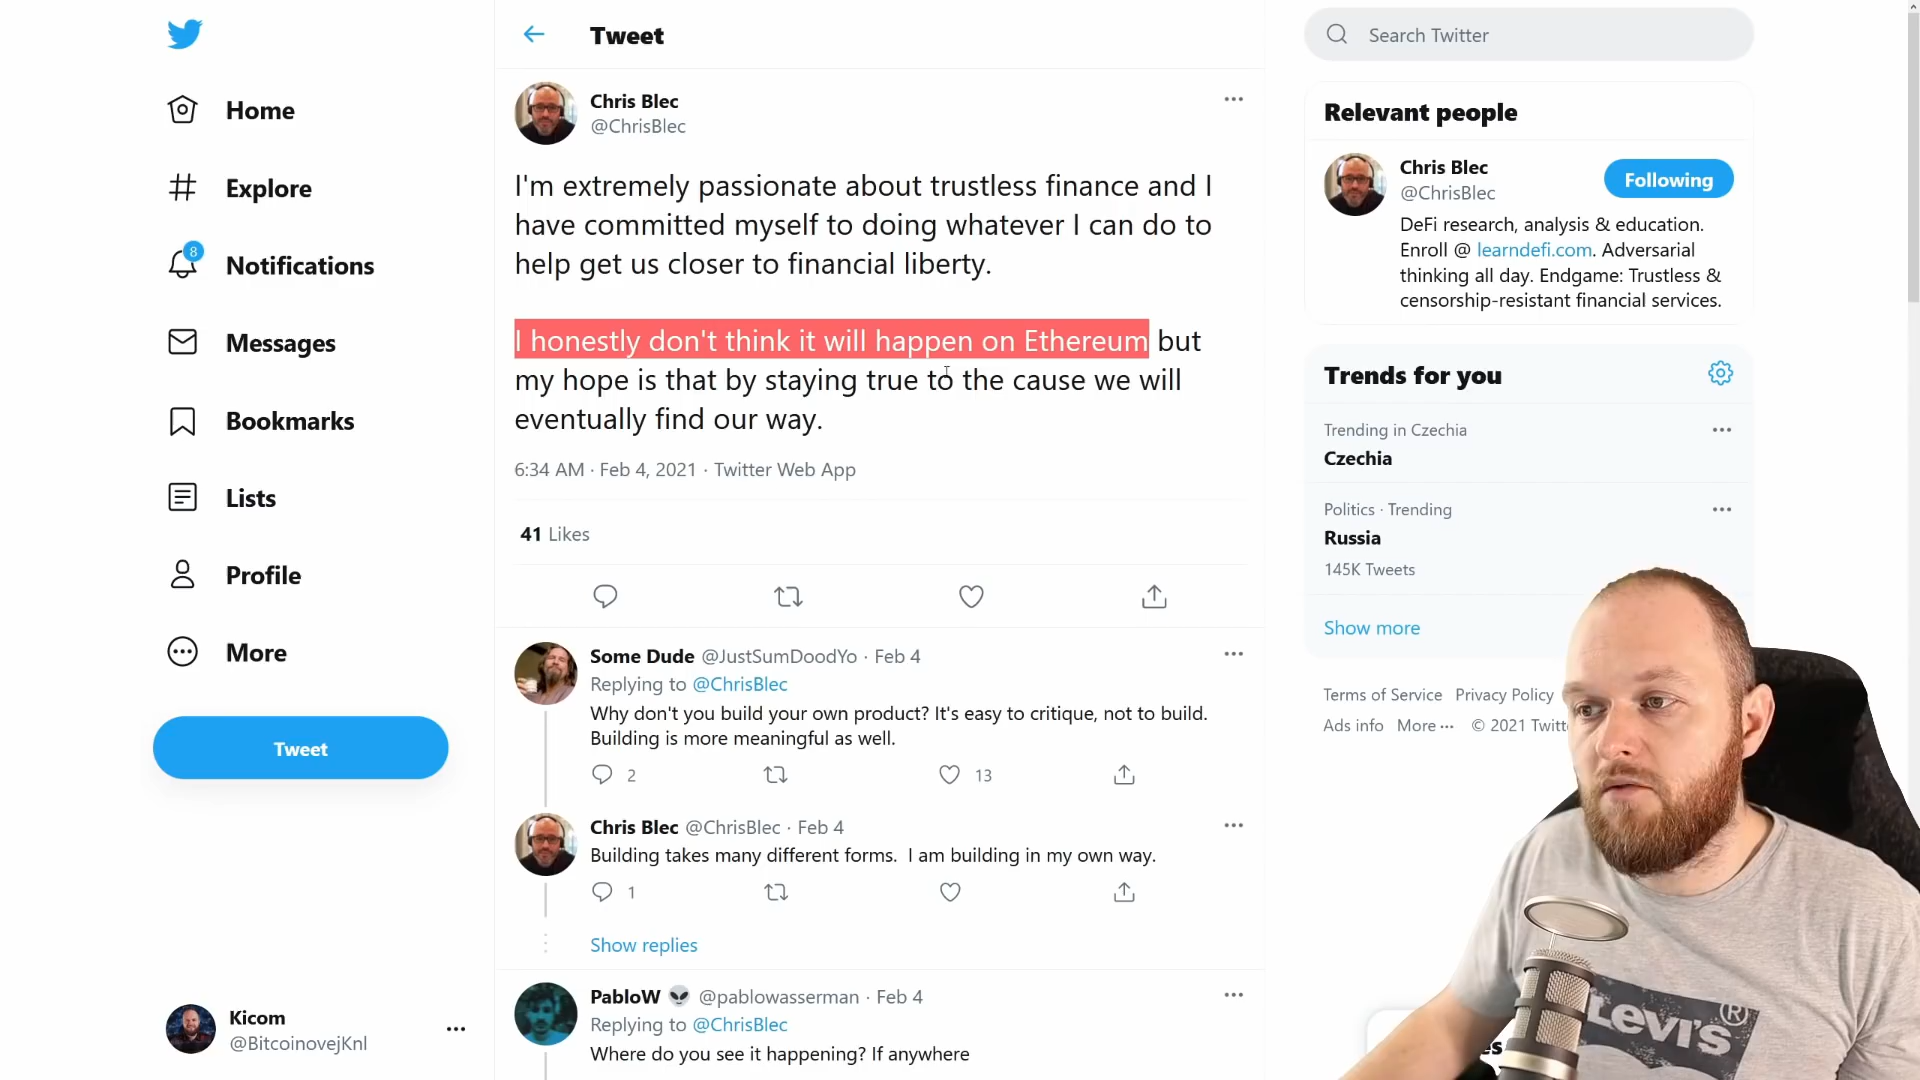 Tweet
Search Twitter
Home
Explore
8
Notifications
Messages
Bookmarks
Lists
Profile
More
Tweet
Kicom
@BitcoinovejKnl
Chris Blec
@ChrisBlec
I'm extremely passionate about trustless finance and I
have committed myself to doing whatever I can do to
help get us closer to financial liberty.
I honestly don't think it will happen on Ethereum but
my hope is that by staying true to the cause we will
eventually find our way.
6:34 AM · Feb 4, 2021 · Twitter Web App
41 Likes
Some Dude @JustSumDoodYo · Feb 4
Replying to @ChrisBlec
Why don't you build your own product? It's easy to critique, not to build.
Building is more meaningful as well.
2 13
Chris Blec @ChrisBlec · Feb 4
Building takes many different forms. I am building in my own way.
1
Show replies
PabloW 👽 @pablowasserman · Feb 4
Replying to @ChrisBlec
Where do you see it happening? If anywhere
Relevant people
Chris Blec
@ChrisBlec
Following
DeFi research, analysis & education.
Enroll @ learndefi.com. Adversarial
thinking all day. Endgame: Trustless &
censorship-resistant financial services.
Trends for you
Trending in Czechia
Czechia
Politics · Trending
Russia
145K Tweets
Show more
Terms of Service Privacy Policy
Ads info More ··· © 2021
Levi's ®